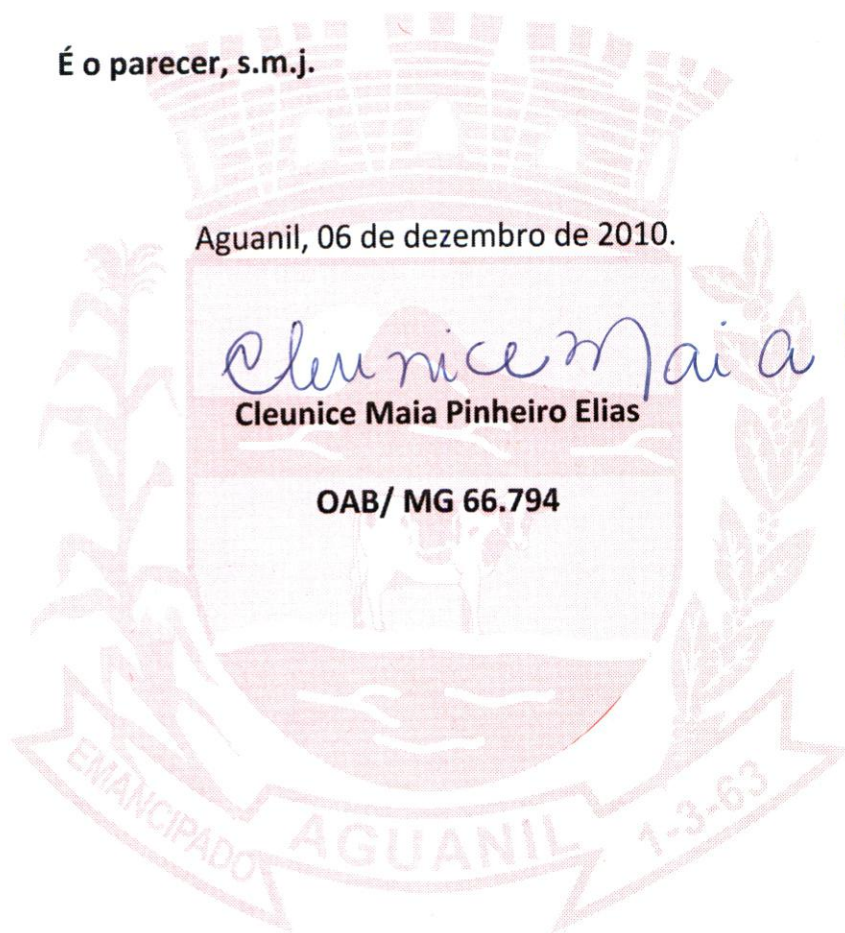 É o parecer, s.m.j.
Aguanil, 06 de dezembro de 2010.
Cleunice Maia
Cleunice Maia Pinheiro Elias
OAB/ MG 66.794
EMANCIPADO AGUANIL 1-3-63